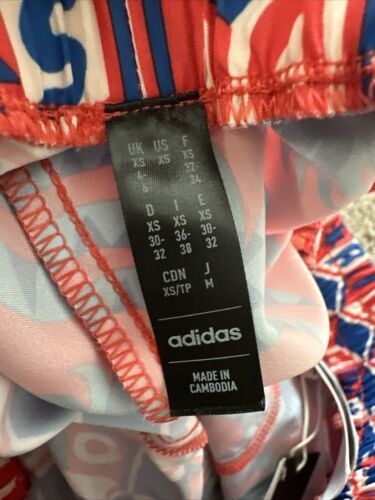 S
UK US F
XS XS XS
4- 32-
6 34
D I E
XS XS XS
30- 36- 30-
32 38 32
CDN J
XS/TP M
adidas
MADE IN
CAMBODIA